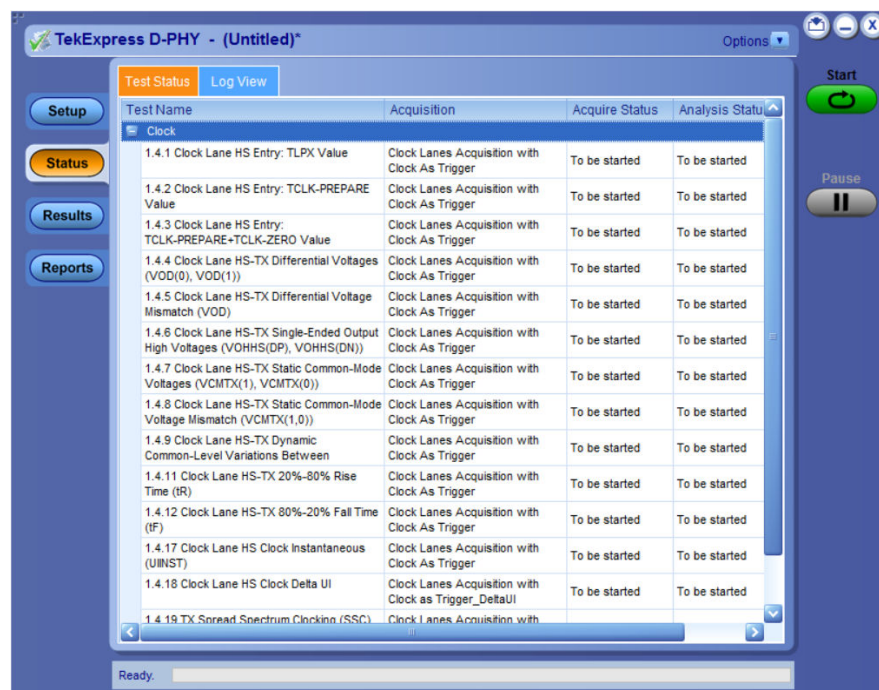 TekExpress D-PHY - (Untitled)*
Options
Start
Pause
Setup
Status
Results
Reports
Test Status
Log View
Test Name
Acquisition
Acquire Status
Analysis Statu
Clock
1.4.1 Clock Lane HS Entry: TLPX Value
Clock Lanes Acquisition with
Clock As Trigger
To be started
To be started
1.4.2 Clock Lane HS Entry: TCLK-PREPARE
Value
Clock Lanes Acquisition with
Clock As Trigger
To be started
To be started
1.4.3 Clock Lane HS Entry:
TCLK-PREPARE+TCLK-ZERO Value
Clock Lanes Acquisition with
Clock As Trigger
To be started
To be started
1.4.4 Clock Lane HS-TX Differential Voltages
(VOD(0), VOD(1))
Clock Lanes Acquisition with
Clock As Trigger
To be started
To be started
1.4.5 Clock Lane HS-TX Differential Voltage
Mismatch (VOD)
Clock Lanes Acquisition with
Clock As Trigger
To be started
To be started
1.4.6 Clock Lane HS-TX Single-Ended Output
High Voltages (VOHHS(DP), VOHHS(DN))
Clock Lanes Acquisition with
Clock As Trigger
To be started
To be started
1.4.7 Clock Lane HS-TX Static Common-Mode
Voltages (VCMTX(1), VCMTX(0))
Clock Lanes Acquisition with
Clock As Trigger
To be started
To be started
1.4.8 Clock Lane HS-TX Static Common-Mode
Voltage Mismatch (VCMTX(1,0))
Clock Lanes Acquisition with
Clock As Trigger
To be started
To be started
1.4.9 Clock Lane HS-TX Dynamic
Common-Level Variations Between
Clock Lanes Acquisition with
Clock As Trigger
To be started
To be started
1.4.11 Clock Lane HS-TX 20%-80% Rise
Time (tR)
Clock Lanes Acquisition with
Clock As Trigger
To be started
To be started
1.4.12 Clock Lane HS-TX 80%-20% Fall Time
(tF)
Clock Lanes Acquisition with
Clock As Trigger
To be started
To be started
1.4.17 Clock Lane HS Clock Instantaneous
(UIINST)
Clock Lanes Acquisition with
Clock As Trigger
To be started
To be started
1.4.18 Clock Lane HS Clock Delta UI
Clock Lanes Acquisition with
Clock as Trigger_DeltaUI
To be started
To be started
1.4.19 TX Spread Spectrum Clocking (SSC)
Clock Lanes Acquisition with
Ready.